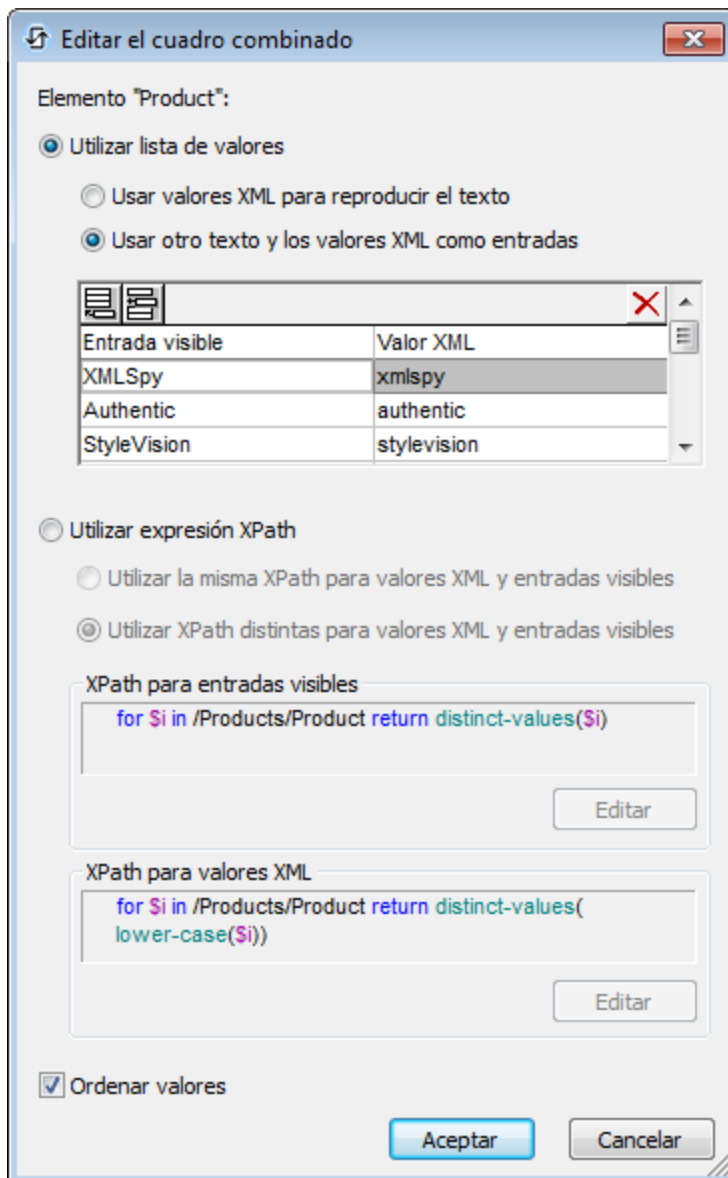 Editar el cuadro combinado
Elemento "Product":
Utilizar lista de valores
Usar valores XML para reproducir el texto
Usar otro texto y los valores XML como entradas
Entrada visible Valor XML
XMLSpy xmlspy
Authentic authentic
StyleVision stylevision
Utilizar expresión XPath
Utilizar la misma XPath para valores XML y entradas visibles
Utilizar XPath distintas para valores XML y entradas visibles
XPath para entradas visibles
for $i in /Products/Product return distinct-values($i)
Editar
XPath para valores XML
for $i in /Products/Product return distinct-values(
lower-case($i))
Editar
Ordenar valores
Aceptar Cancelar